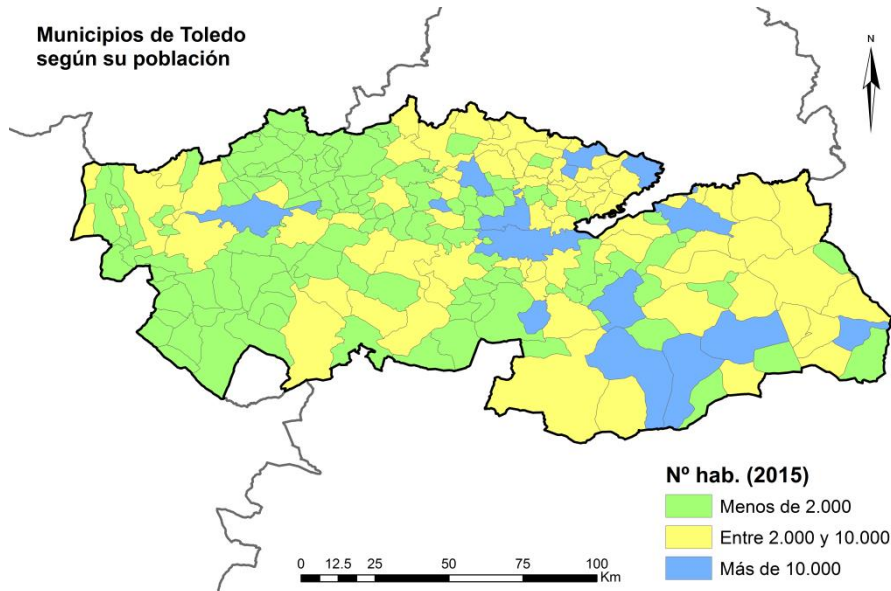 Municipios de Toledo
según su población
N
Nº hab. (2015)
Menos de 2.000
Entre 2.000 y 10.000
Más de 10.000
0 12.5 25 50 75 100
Km